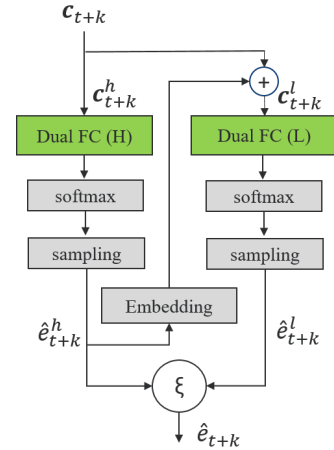 𝒄_{t+k}
+
𝒄^h_{t+k}
𝒄^l_{t+k}
Dual FC (H)
Dual FC (L)
softmax
softmax
sampling
sampling
Embedding
ê^h_{t+k}
ê^l_{t+k}
ξ
ê_{t+k}